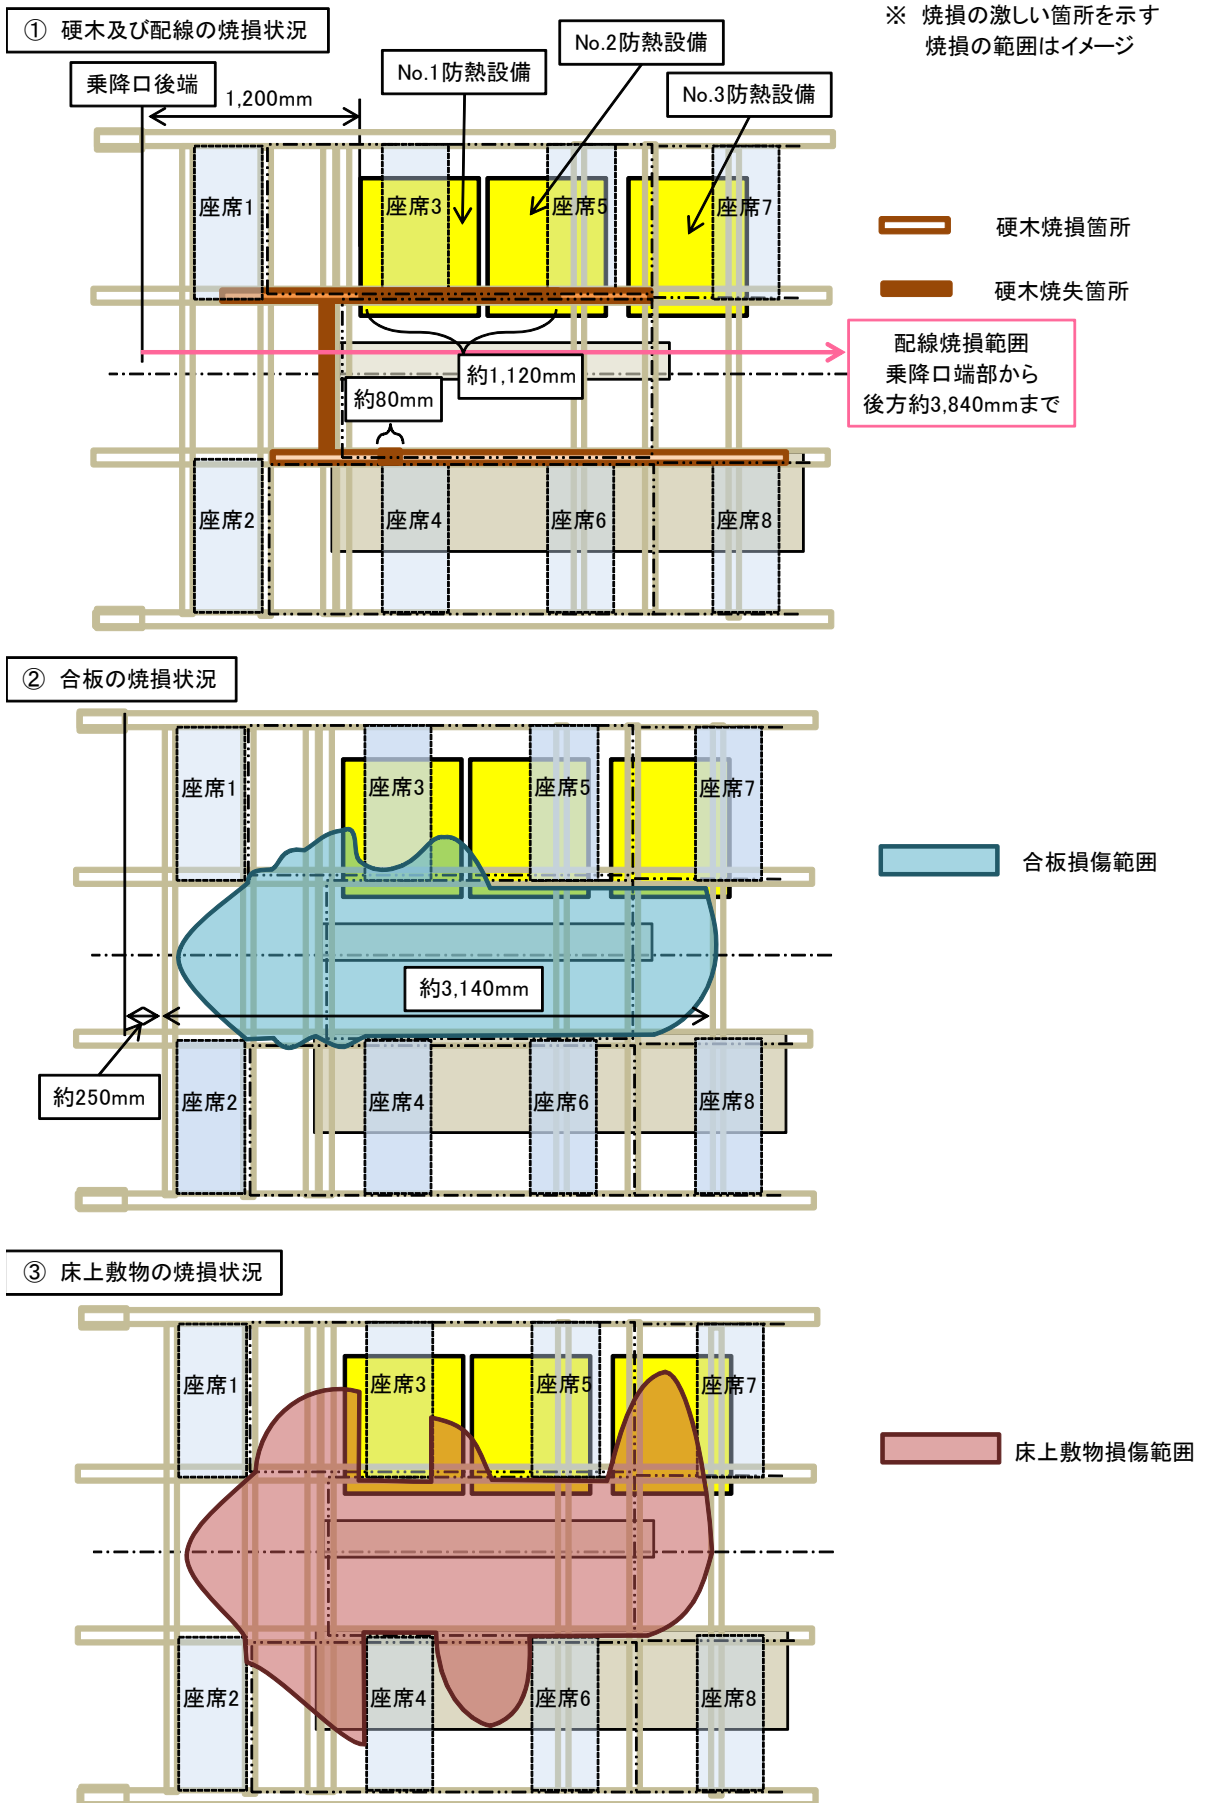 ① 硬木及び配線の焼損状況
※ 焼損の激しい箇所を示す
焼損の範囲はイメージ
乗降口後端
1,200mm
No.1防熱設備
No.2防熱設備
No.3防熱設備
座席1
座席3
座席5
座席7
硬木焼損箇所
硬木焼失箇所
配線焼損範囲
乗降口端部から
後方約3,840mmまで
約1,120mm
約80mm
座席2
座席4
座席6
座席8
② 合板の焼損状況
座席1
座席3
座席5
座席7
合板損傷範囲
約3,140mm
約250mm
座席2
座席4
座席6
座席8
③ 床上敷物の焼損状況
座席1
座席3
座席5
座席7
床上敷物損傷範囲
座席2
座席4
座席6
座席8